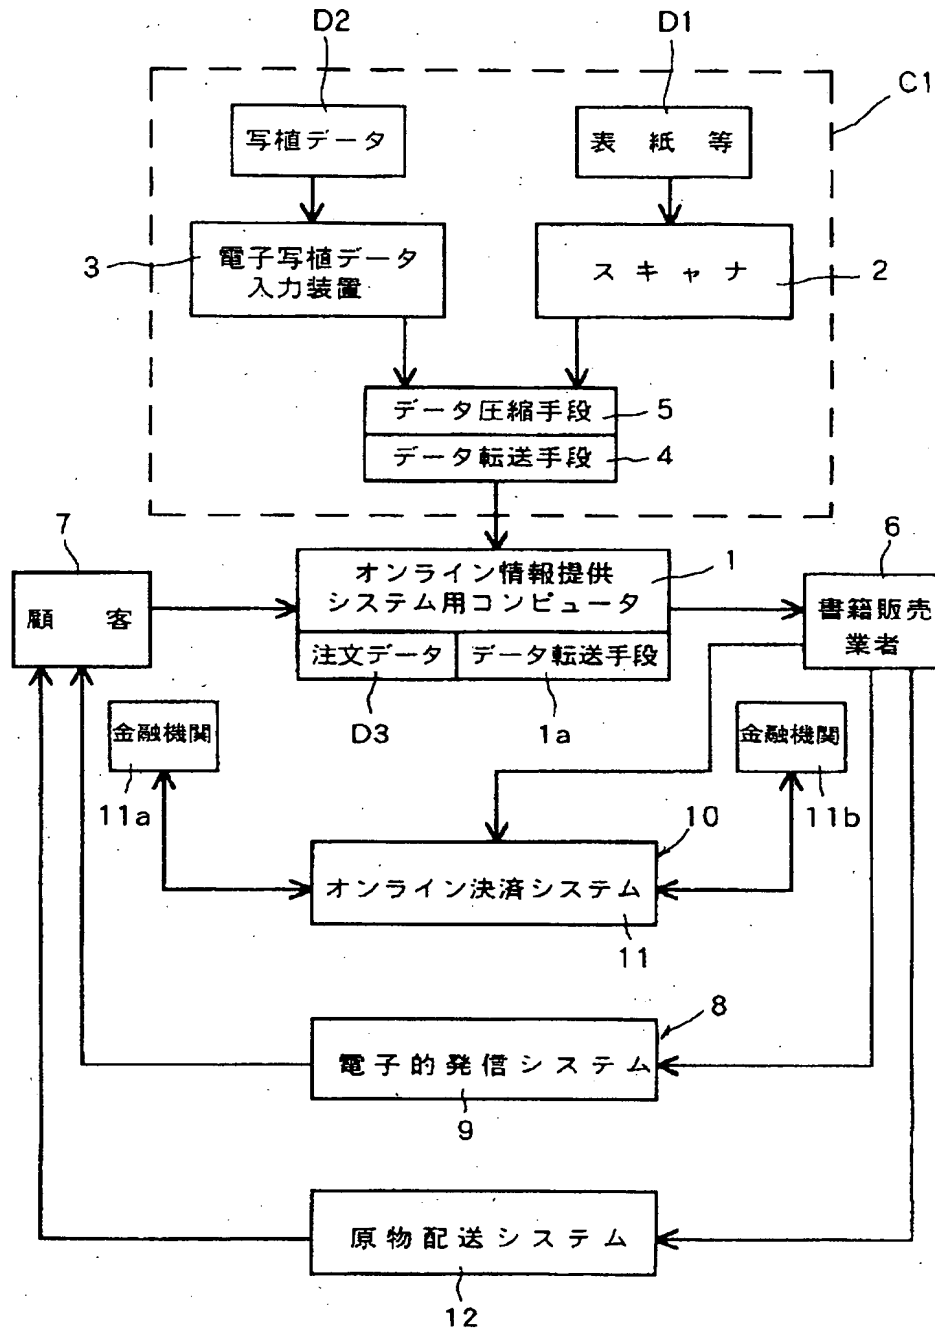 D2
D1
C1
写植データ
表紙等
3
電子写植データ
入力装置
スキャナ
2
データ圧縮手段
5
データ転送手段
4
7
6
顧客
オンライン情報提供
システム用コンピュータ
1
書籍販売
業者
注文データ
データ転送手段
D3
1a
金融機関
金融機関
11a
11b
10
オンライン決済システム
11
8
電子的発信システム
9
原物配送システム
12